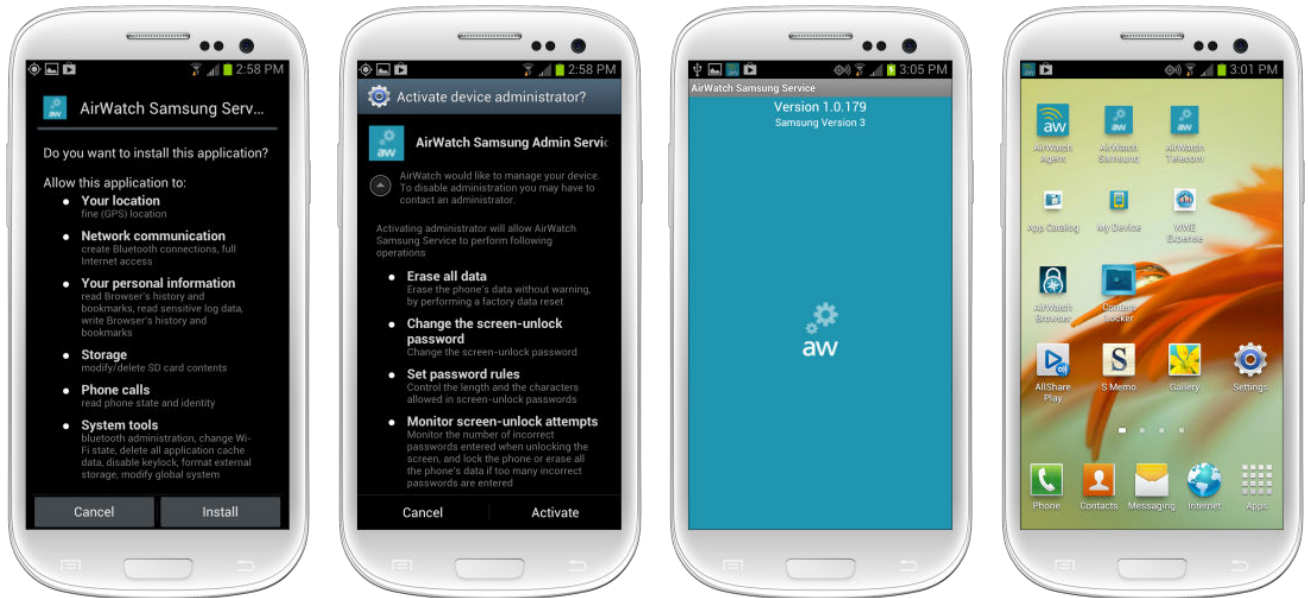 2:58 PM
AirWatch Samsung Serv...
Do you want to install this application?
Allow this application to:
Your location
fine (GPS) location
Network communication
create Bluetooth connections, full
Internet access
Your personal information
read Browser's history and
bookmarks, read sensitive log data,
write Browser's history and
bookmarks
Storage
modify/delete SD card contents
Phone calls
read phone state and identity
System tools
bluetooth administration, change Wi-
Fi state, delete all application cache
data, disable keylock, format external
storage, modify global system
Cancel
Install
2:58 PM
Activate device administrator?
aw
AirWatch Samsung Admin Servic
AirWatch would like to manage your device.
To disable administration you may have to
contact an administrator.
Activating administrator will allow AirWatch
Samsung Service to perform following
operations
Erase all data
Erase the phone's data without warning,
by performing a factory data reset
Change the screen-unlock
password
Change the screen-unlock password
Set password rules
Control the length and the characters
allowed in screen-unlock passwords
Monitor screen-unlock attempts
Monitor the number of incorrect
passwords entered when unlocking the
screen, and lock the phone or erase all
the phone's data if too many incorrect
passwords are entered
Cancel
Activate
3:05 PM
AirWatch Samsung Service
Version 1.0.179
Samsung Version 3
aw
3:01 PM
aw
aw
aw
AirWatch Agent
AirWatch Samsung
AirWatch Telecom
App Catalog
My Device
WWE Expense
AirWatch Browser
Content Locker
S
AllShare Play
S Memo
Gallery
Settings
Phone
Contacts
Messaging
Internet
Apps